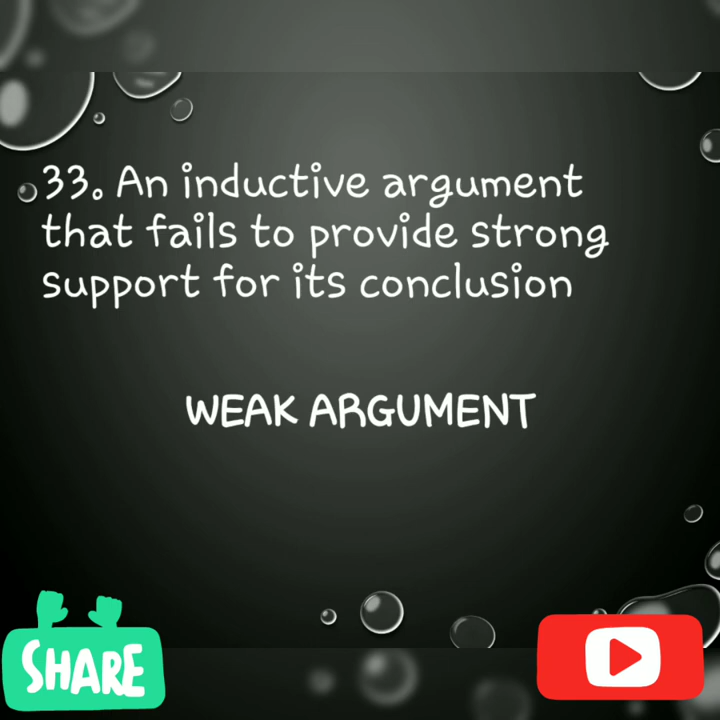 33. An inductive argument
that fails to provide strong
support for its conclusion
WEAK ARGUMENT
SHARE